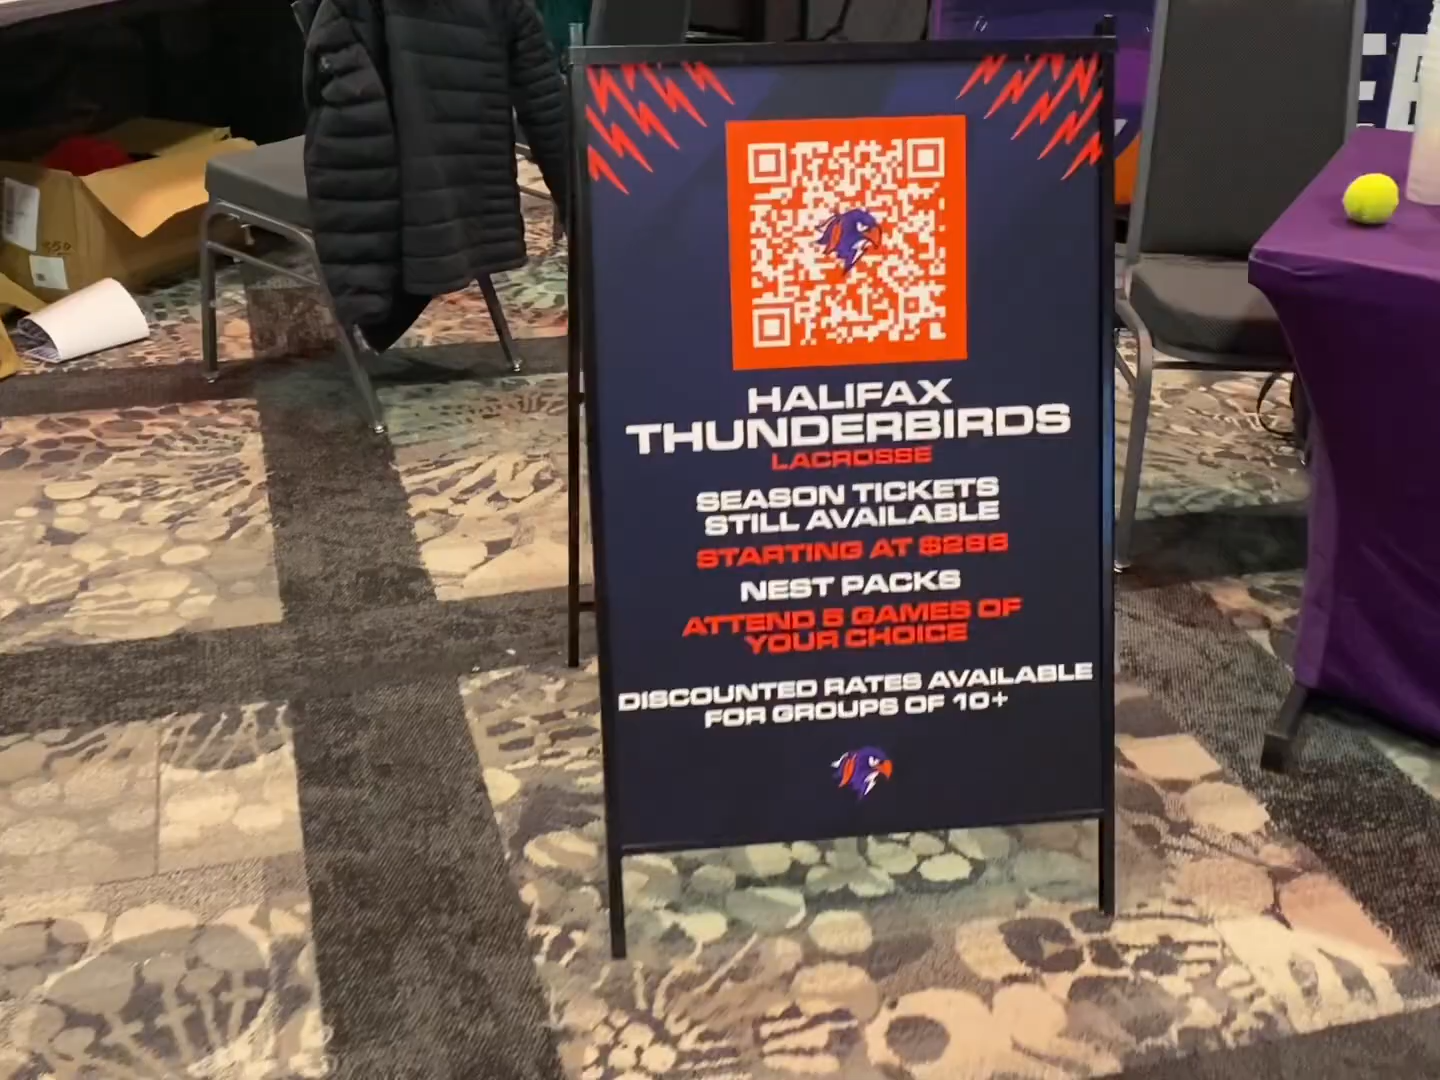 HALIFAX
THUNDERBIRDS
LACROSSE
SEASON TICKETS
STILL AVAILABLE
STARTING AT
NEST PACKS
ATTEND 5 GAMES OF
YOUR CHOICE
DISCOUNTED RATES AVAILABLE
FOR GROUPS OF 10+